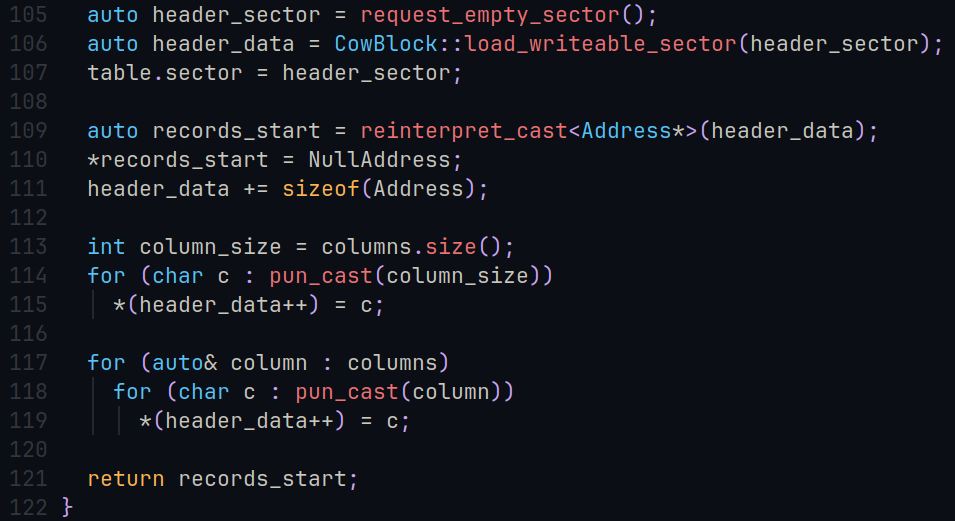 105 auto header_sector = request_empty_sector();
106 auto header_data = CowBlock::load_writeable_sector(header_sector);
107 table.sector = header_sector;
108
109 auto records_start = reinterpret_cast<Address*>(header_data);
110 *records_start = NullAddress;
111 header_data += sizeof(Address);
112
113 int column_size = columns.size();
114 for (char c : pun_cast(column_size))
115 *(header_data++) = c;
116
117 for (auto& column : columns)
118 for (char c : pun_cast(column))
119 *(header_data++) = c;
120
121 return records_start;
122 }